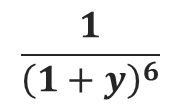 1
(1 + y)⁶